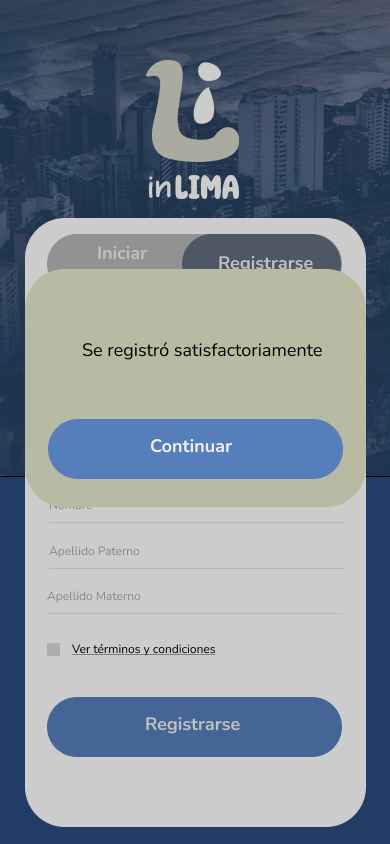 inLIMA
Iniciar
Registrarse
Se registró satisfactoriamente
Continuar
Nombre
Apellido Paterno
Apellido Materno
Ver términos y condiciones
Registrarse